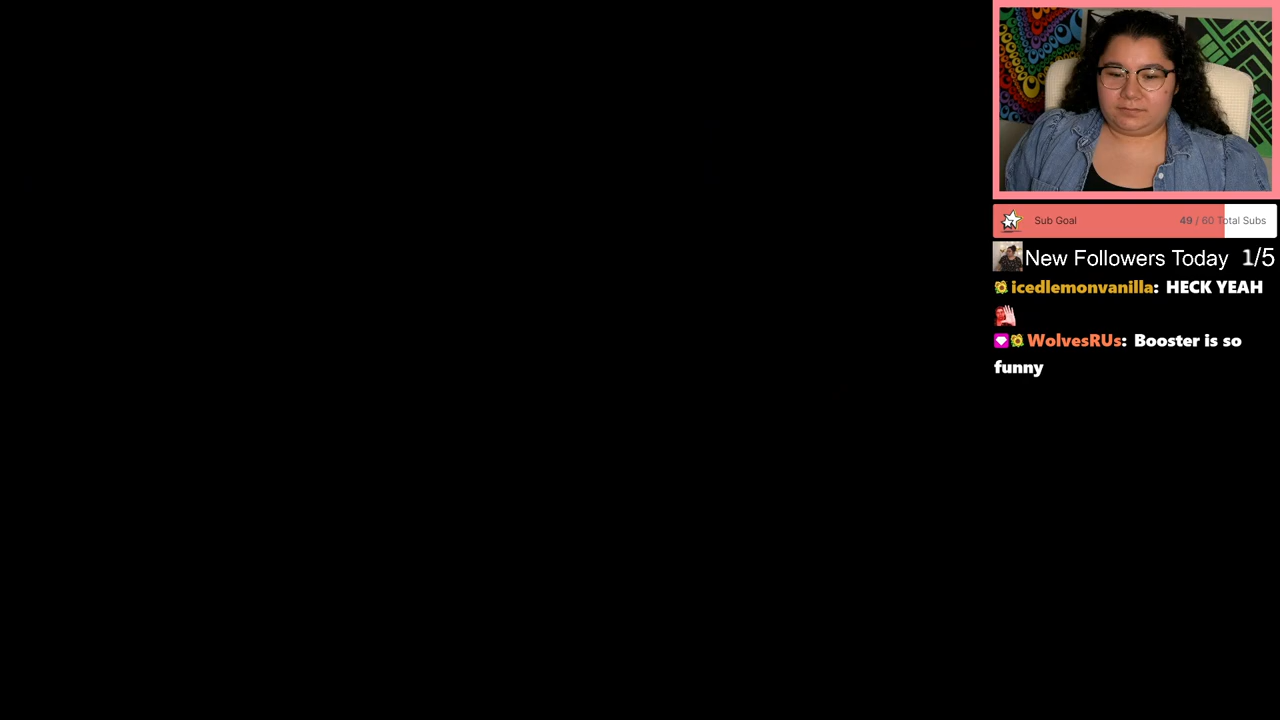 Sub Goal 49 / 60 Total Subs
New Followers Today 1/5
icedlemonvanilla: HECK YEAH
WolvesRUs: Booster is so
funny